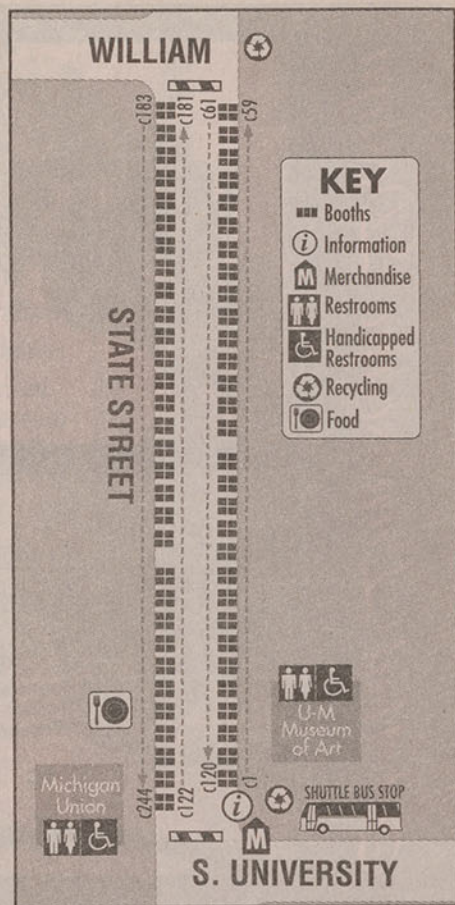 WILLIAM
c183
c181
c61
c59
KEY
Booths
i Information
M Merchandise
Restrooms
Handicapped
Restrooms
Recycling
Food
STATE STREET
U-M
Museum
of Art
Michigan
Union
c244
c122
c120
c1
i
SHUTTLE BUS STOP
M
S. UNIVERSITY